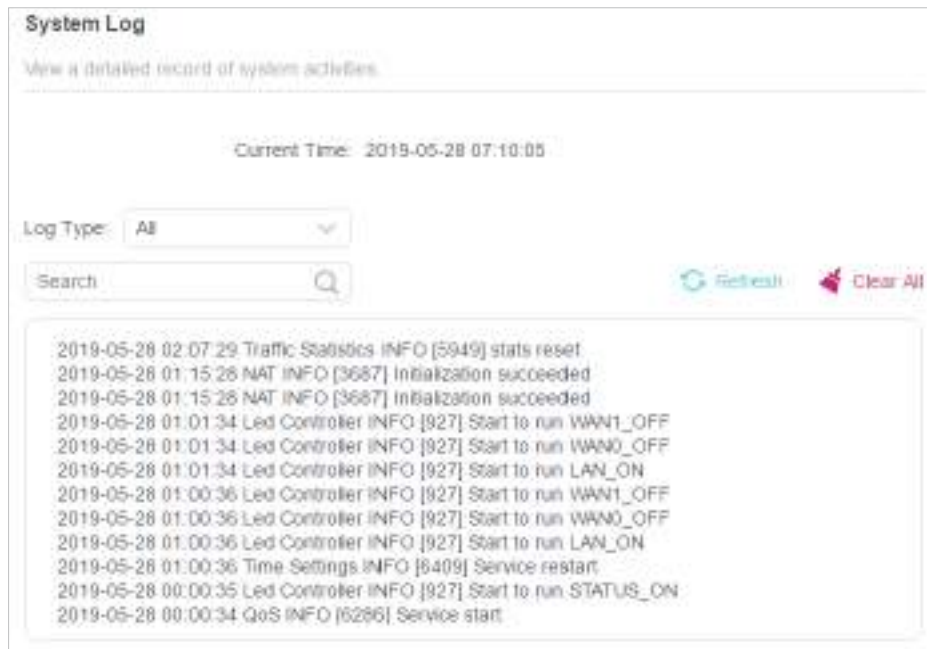 System Log
View a detailed record of system activities.
Current Time: 2019-05-28 07:10:05
Log Type: All
Search
Refresh
Clear All
2019-05-28 02:07:29 Traffic Statistics INFO [5949] stats reset
2019-05-28 01:15:28 NAT INFO [3687] Initialization succeeded
2019-05-28 01:15:28 NAT INFO [3687] Initialization succeeded
2019-05-28 01:01:34 Led Controller INFO [927] Start to run WAN1_OFF
2019-05-28 01:01:34 Led Controller INFO [927] Start to run WAN0_OFF
2019-05-28 01:01:34 Led Controller INFO [927] Start to run LAN_ON
2019-05-28 01:00:36 Led Controller INFO [927] Start to run WAN1_OFF
2019-05-28 01:00:36 Led Controller INFO [927] Start to run WAN0_OFF
2019-05-28 01:00:36 Led Controller INFO [927] Start to run LAN_ON
2019-05-28 01:00:36 Time Settings INFO [6409] Service restart
2019-05-28 00:00:35 Led Controller INFO [927] Start to run STATUS_ON
2019-05-28 00:00:34 QoS INFO [6286] Service start